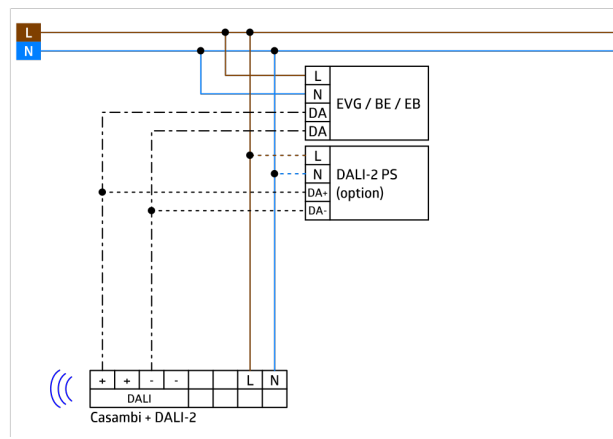 L
N
L
N
DA
DA
EVG / BE / EB
L
N
DA+
DA-
DALI-2 PS
(option)
+ + - - L N
DALI
Casambi + DALI-2